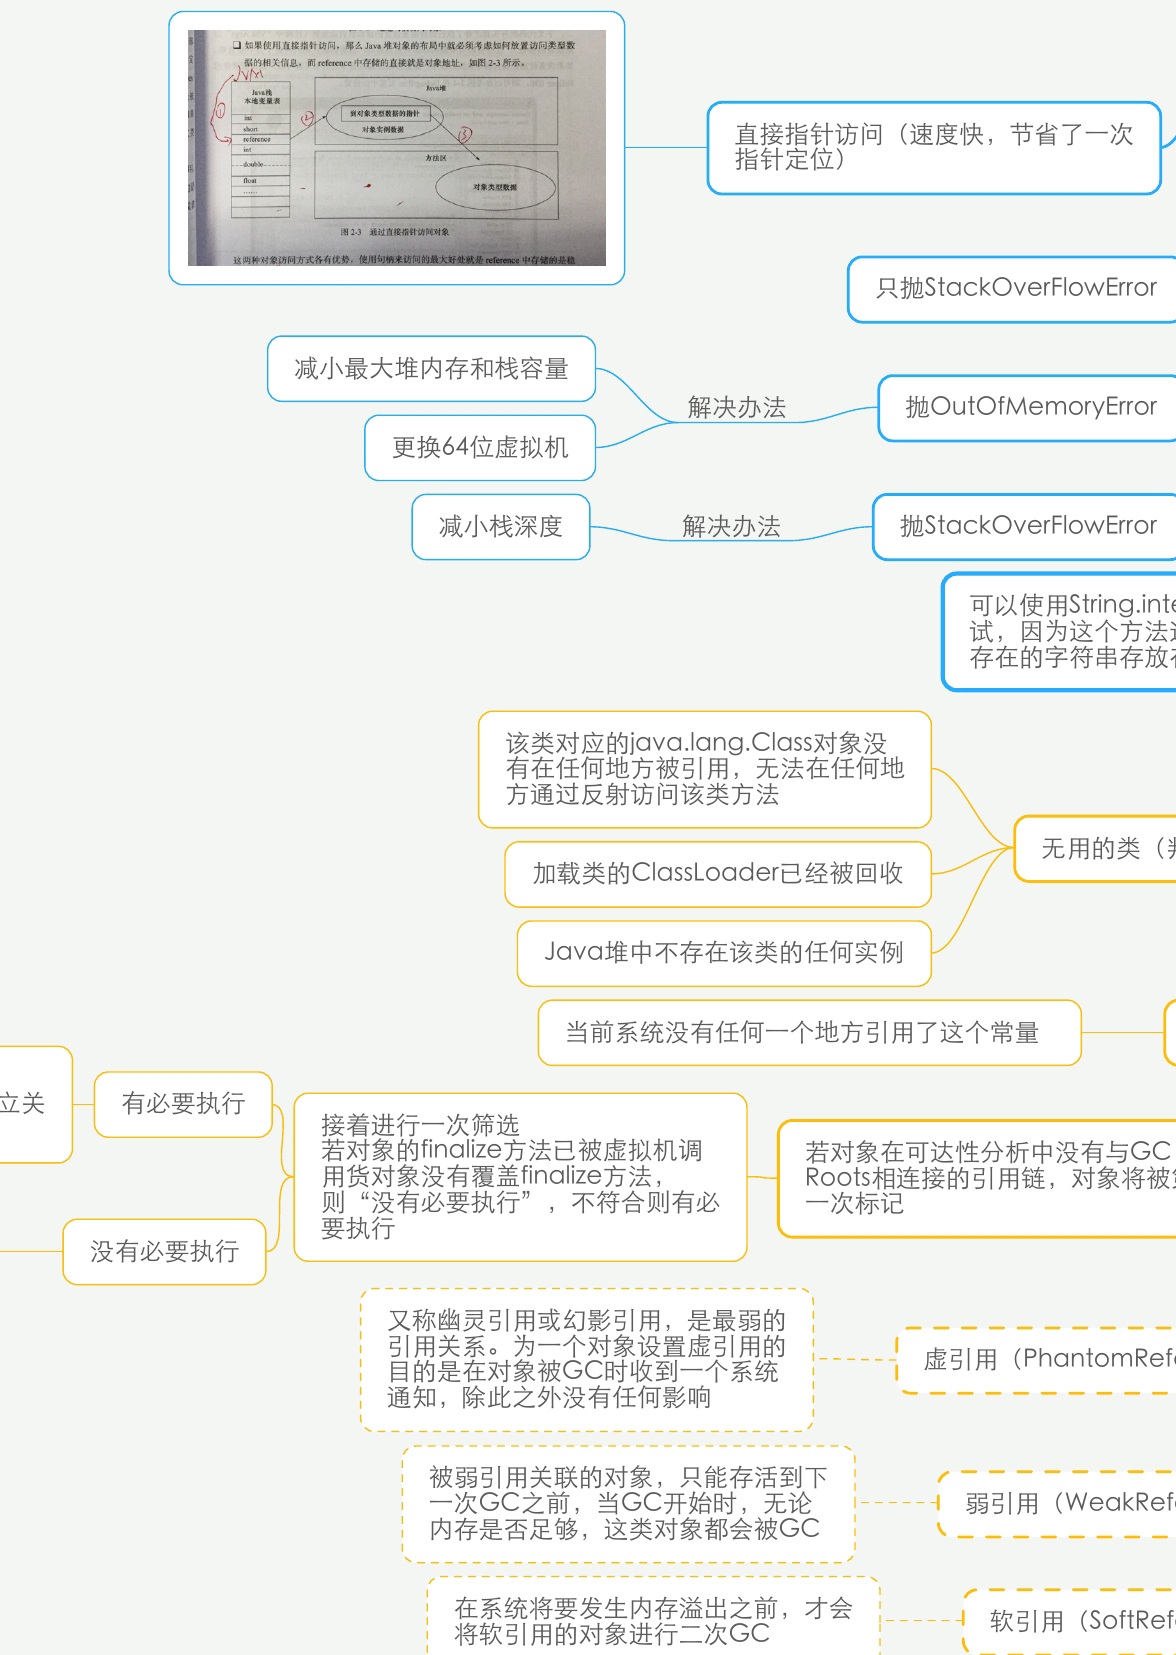 □ 如果使用直接指针访问，那么 Java 堆对象的布局中就必须考虑如何放置访问类型数
据的相关信息，而 reference 中存储的直接就是对象地址，如图 2-3 所示。
JVM
Java栈
本地变量表
int
short
reference
int
double
float
......
①
②
③
Java堆
到对象类型数据的指针
对象实例数据
方法区
对象类型数据
图 2-3 通过直接指针访问对象
这两种对象访问方式各有优势，使用句柄来访问的最大好处就是 reference 中存储的是稳
直接指针访问（速度快，节省了一次
指针定位）
只抛StackOverFlowError
减小最大堆内存和栈容量
更换64位虚拟机
解决办法
抛OutOfMemoryError
减小栈深度
解决办法
抛StackOverFlowError
可以使用String.inte
试，因为这个方法
存在的字符串存放
该类对应的java.lang.Class对象没
有在任何地方被引用，无法在任何地
方通过反射访问该类方法
加载类的ClassLoader已经被回收
Java堆中不存在该类的任何实例
无用的类（
当前系统没有任何一个地方引用了这个常量
立关
有必要执行
没有必要执行
接着进行一次筛选
若对象的finalize方法已被虚拟机调
用货对象没有覆盖finalize方法，
则“没有必要执行”，不符合则有必
要执行
若对象在可达性分析中没有与GC
Roots相连接的引用链，对象将被
一次标记
又称幽灵引用或幻影引用，是最弱的
引用关系。为一个对象设置虚引用的
目的是在对象被GC时收到一个系统
通知，除此之外没有任何影响
虚引用（PhantomRefe
被弱引用关联的对象，只能存活到下
一次GC之前，当GC开始时，无论
内存是否足够，这类对象都会被GC
弱引用（WeakRefe
在系统将要发生内存溢出之前，才会
将软引用的对象进行二次GC
软引用（SoftRefe